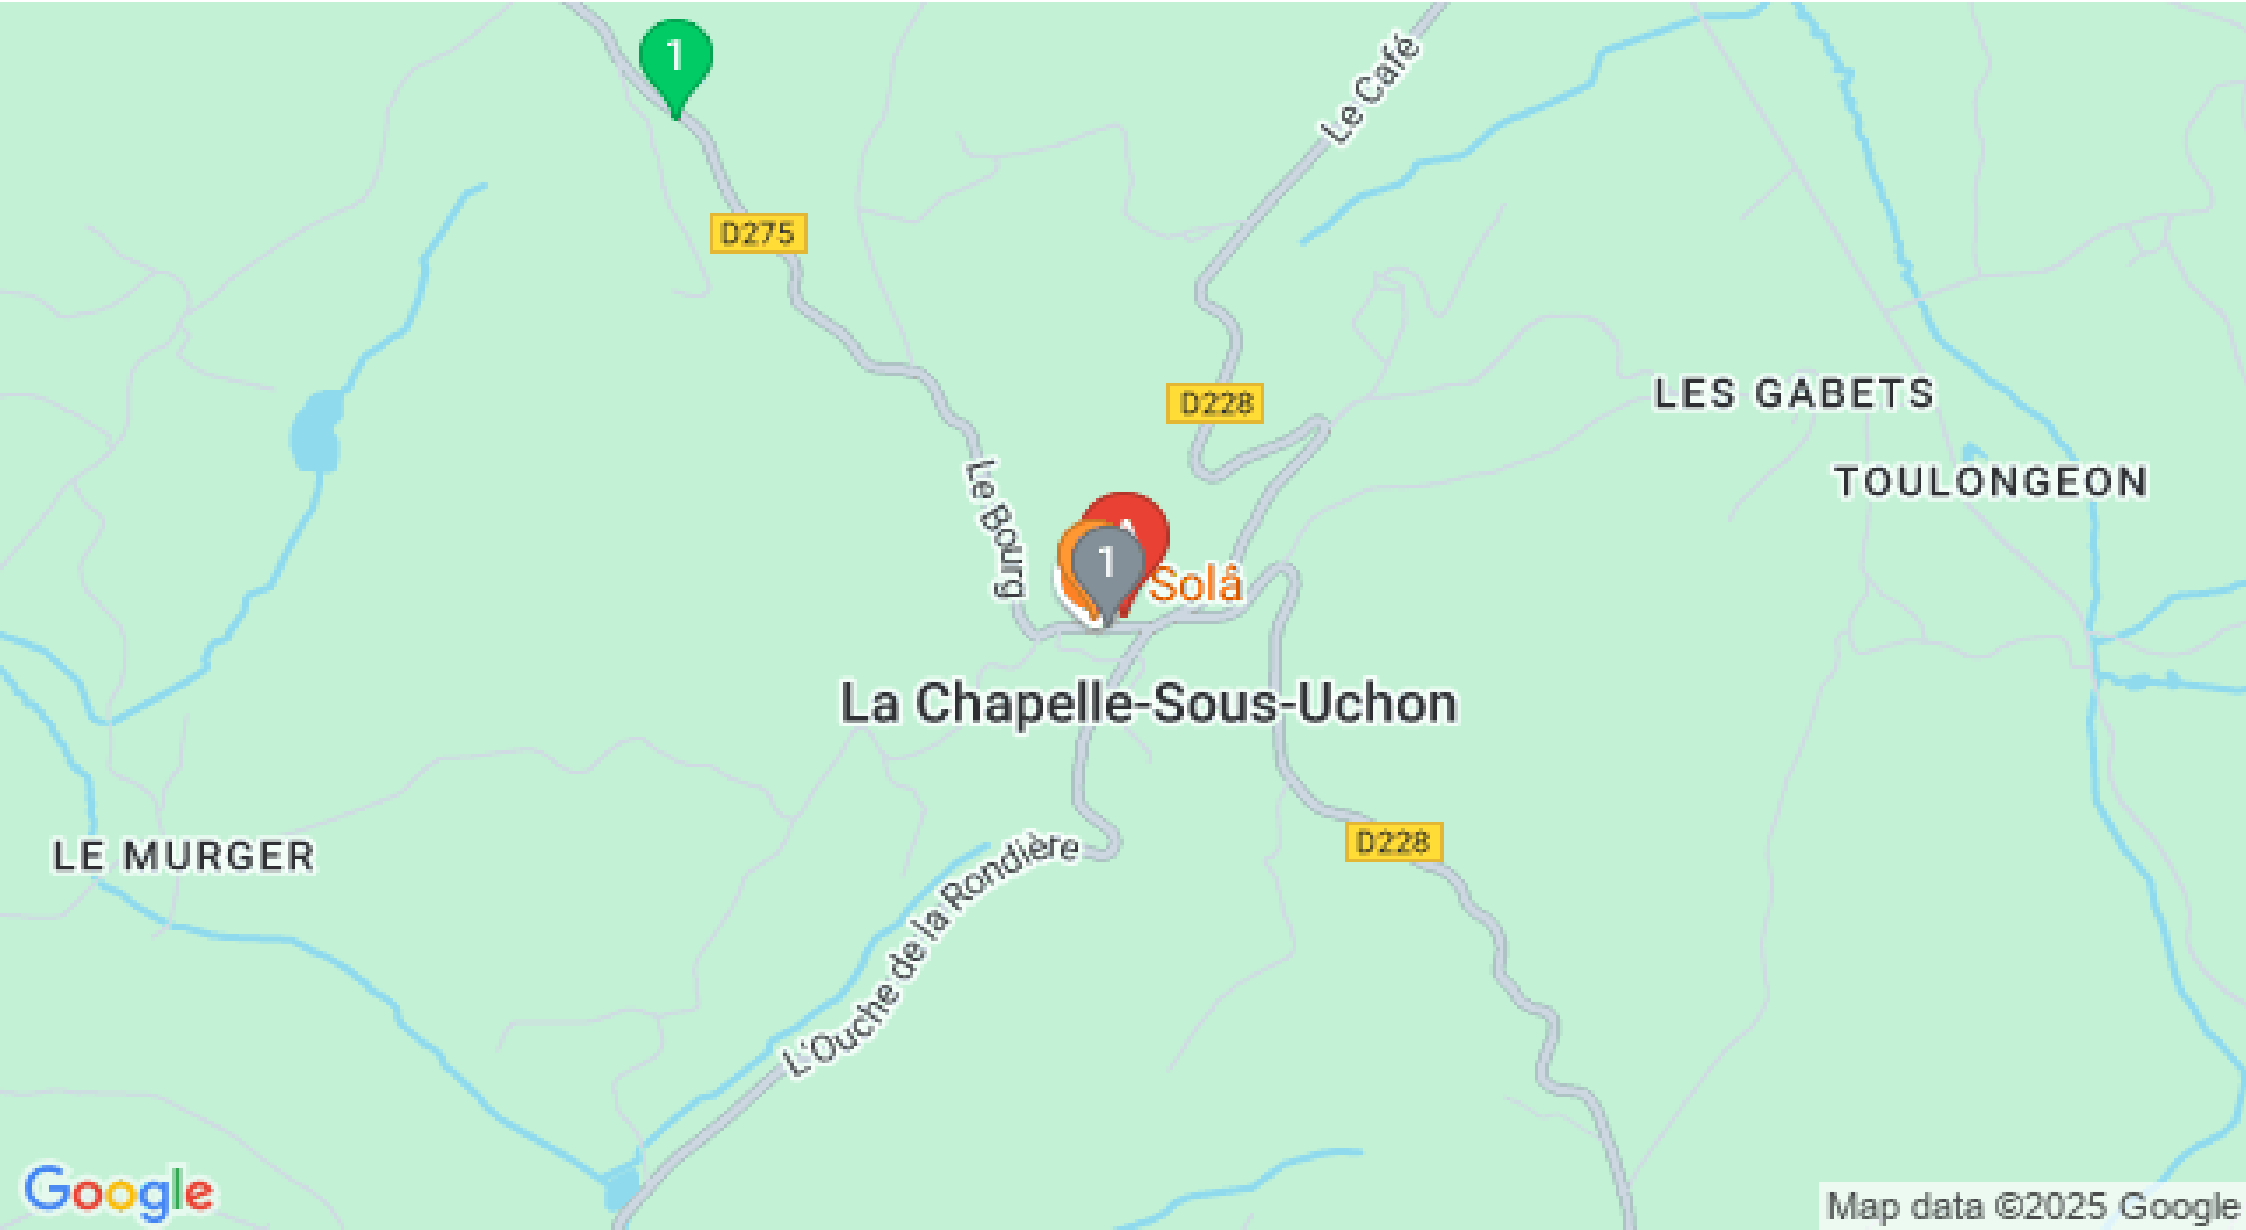 1
Le Café
D275
D228
LES GABETS
TOULONGEON
Le Bourg
1
Solâ
La Chapelle-Sous-Uchon
D228
LE MURGER
L'Ouche de la Rondière
Google
Map data ©2025 Google